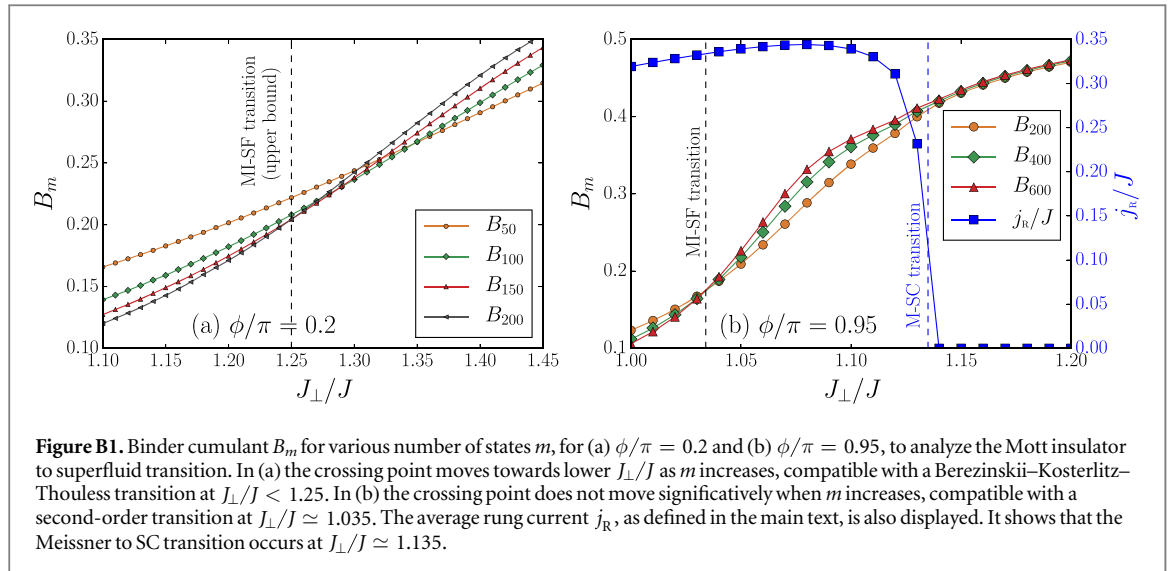 0.35
0.30
0.25
0.20
0.15
0.10
B_m
1.10 1.15 1.20 1.25 1.30 1.35 1.40 1.45
J_⊥/J
MI-SF transition
(upper bound)
B_50
B_100
B_150
B_200
(a) ϕ/π = 0.2
0.5
0.4
0.3
0.2
0.1
B_m
1.00 1.05 1.10 1.15 1.20
J_⊥/J
MI-SF transition
M-SC transition
B_200
B_400
B_600
j_R/J
(b) ϕ/π = 0.95
0.35
0.30
0.25
0.20
0.15
0.10
0.05
0.00
j_R/J
Figure B1. Binder cumulant B_m for various number of states m, for (a) ϕ/π = 0.2 and (b) ϕ/π = 0.95, to analyze the Mott insulator
to superfluid transition. In (a) the crossing point moves towards lower J_⊥/J as m increases, compatible with a Berezinskii–Kosterlitz–
Thouless transition at J_⊥/J < 1.25. In (b) the crossing point does not move significatively when m increases, compatible with a
second-order transition at J_⊥/J ≃ 1.035. The average rung current j_R, as defined in the main text, is also displayed. It shows that the
Meissner to SC transition occurs at J_⊥/J ≃ 1.135.